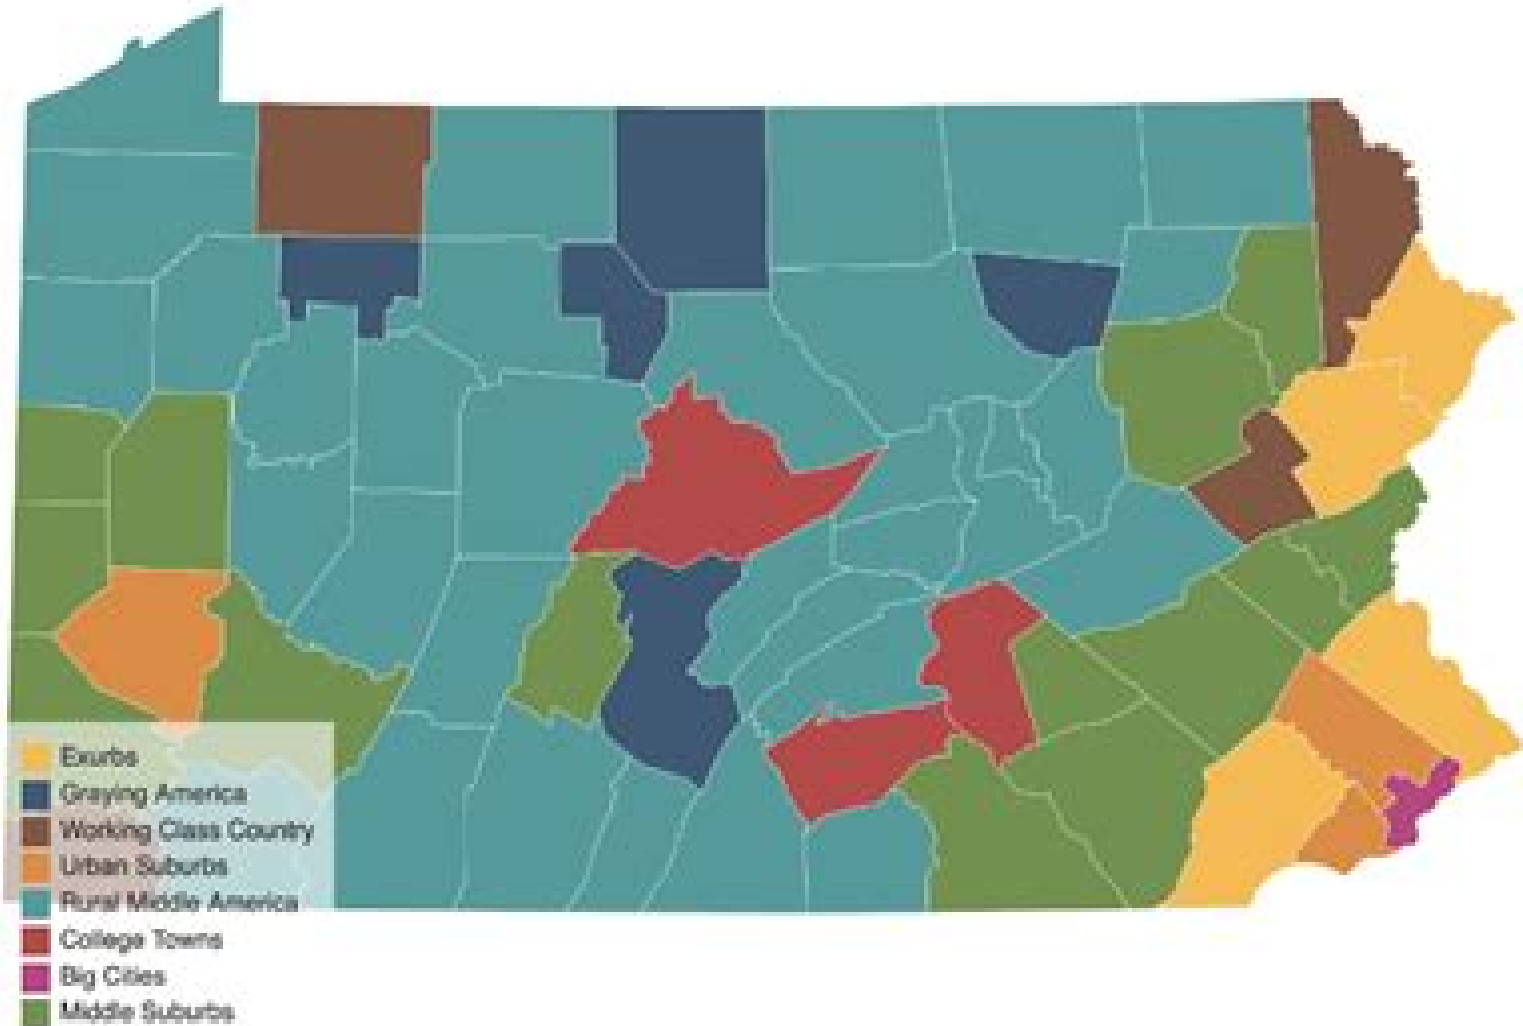 Exurbs
Graying America
Working Class Country
Urban Suburbs
Rural Middle America
College Towns
Big Cities
Middle Suburbs